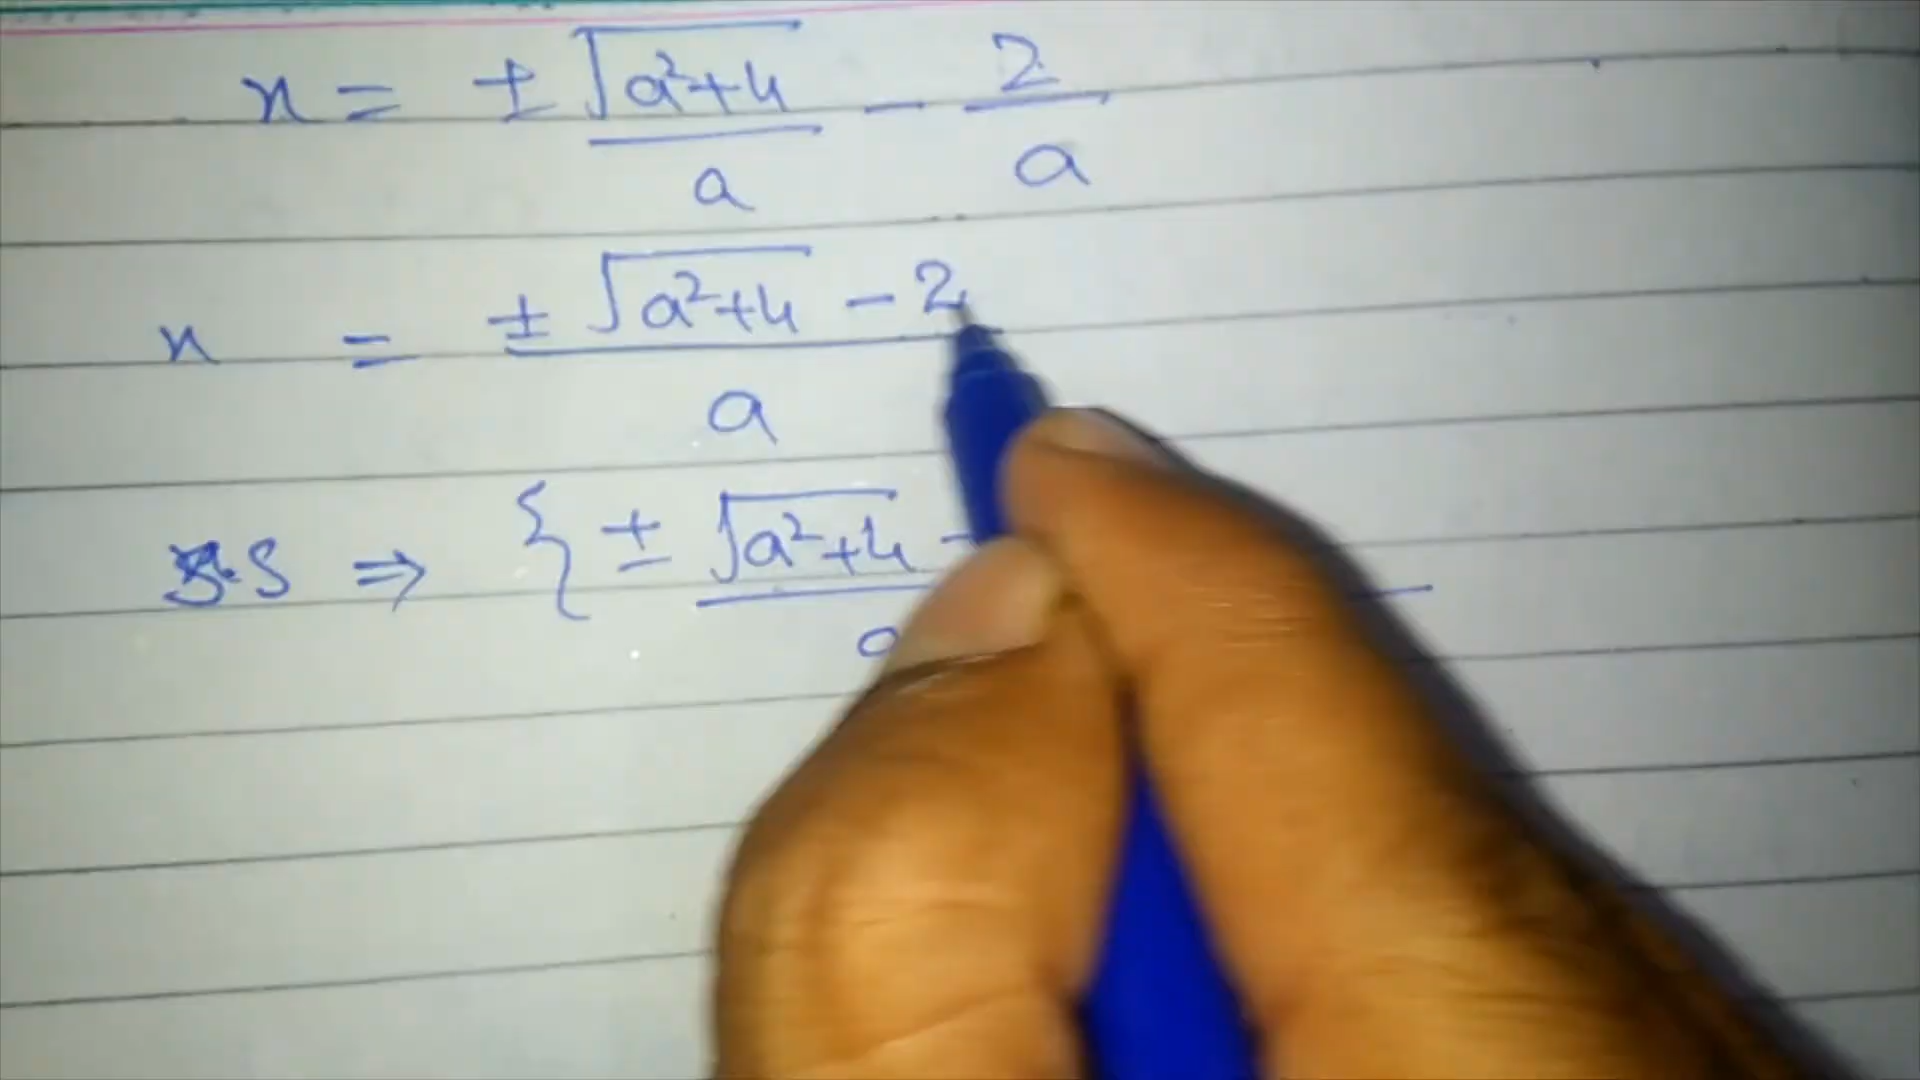 x = ± √(a²+4)/a − 2/a
x = (± √(a²+4) − 2)/a
S.S ⇒ { ± √(a²+4) −
a